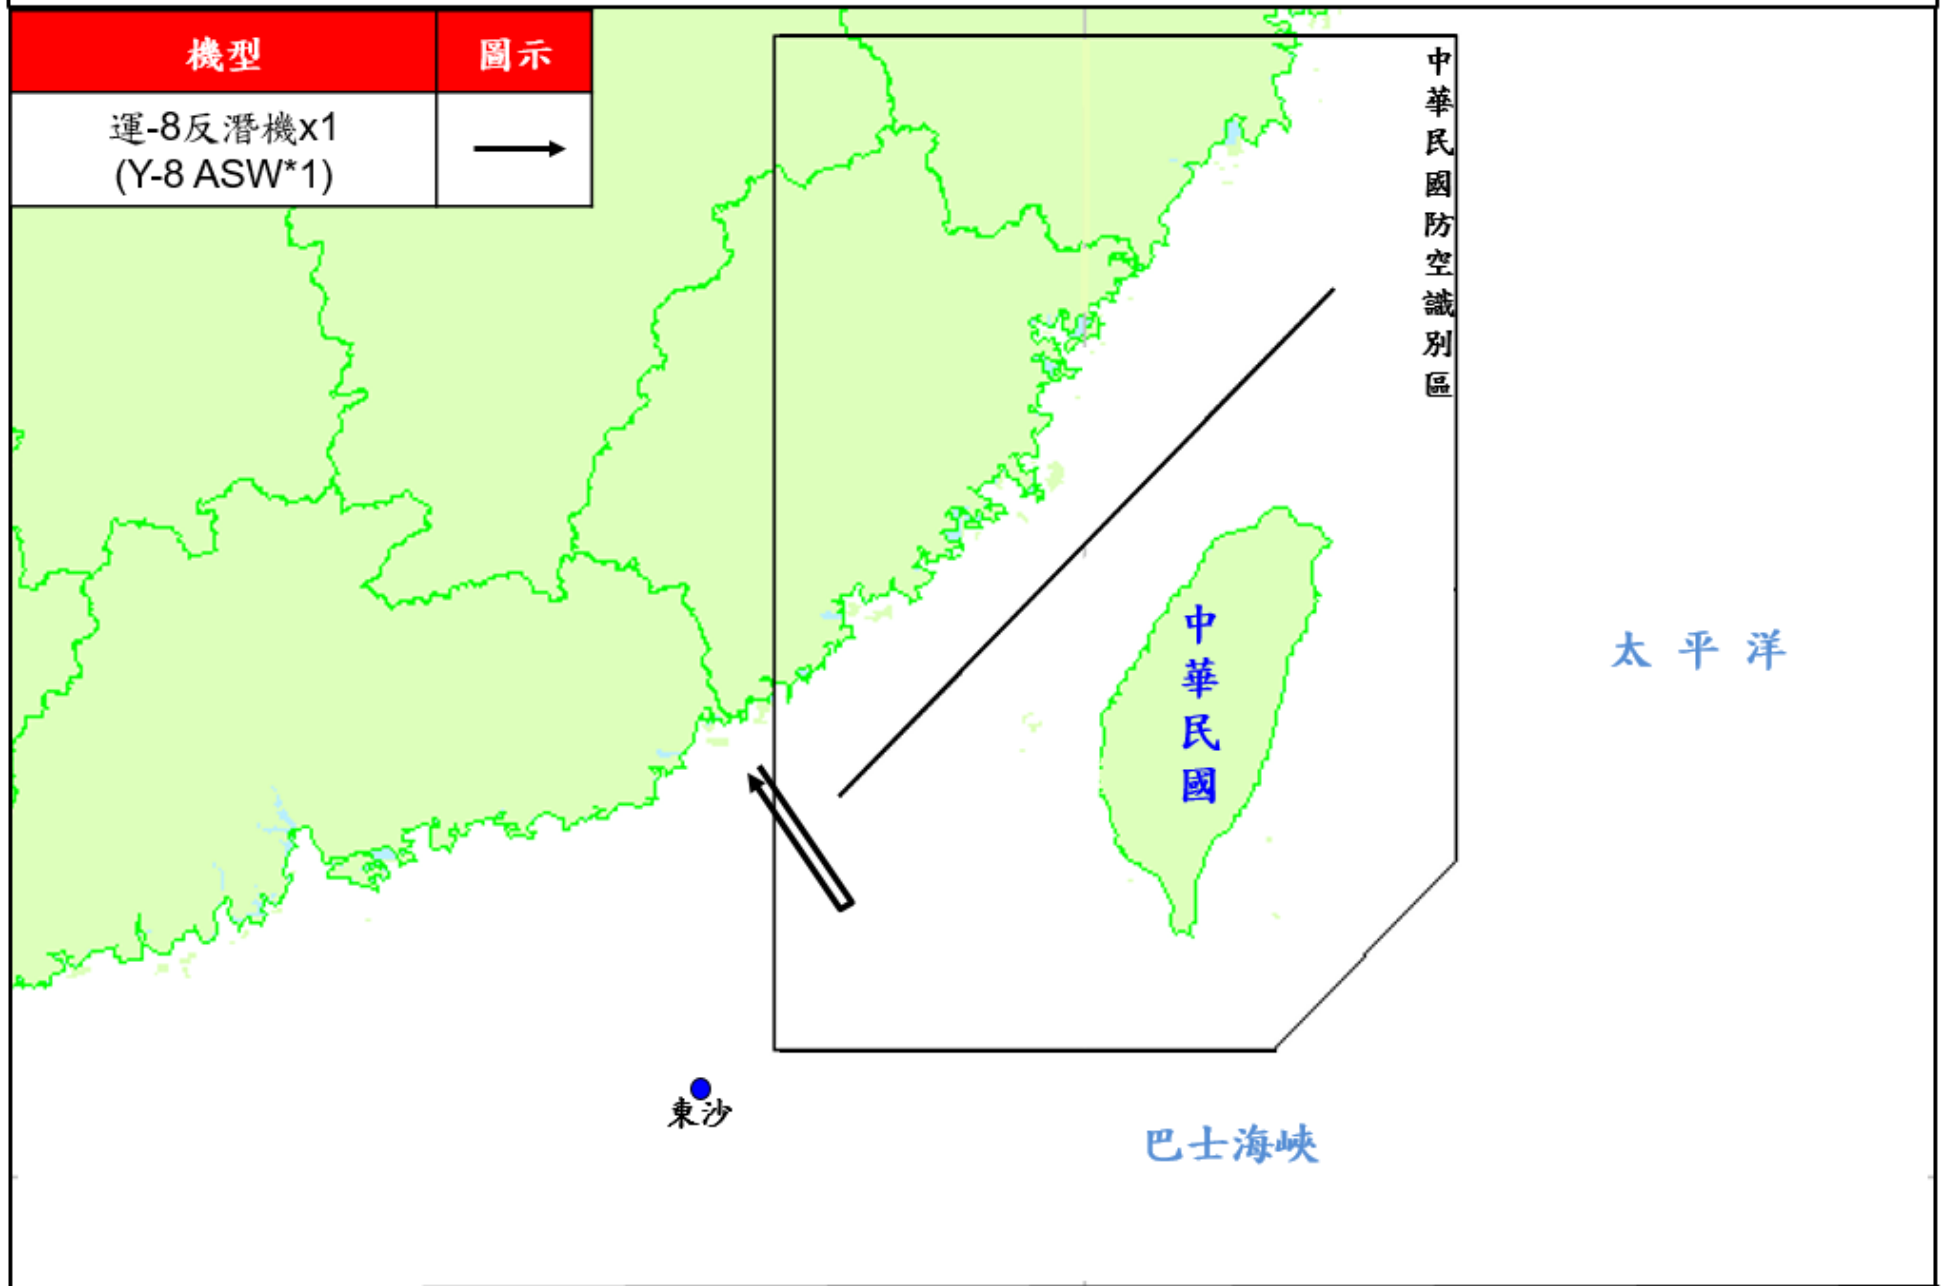 機型
圖示
運-8反潛機x1
(Y-8 ASW*1)
中華民國防空識別區
中華民國
太平洋
東沙
巴士海峽